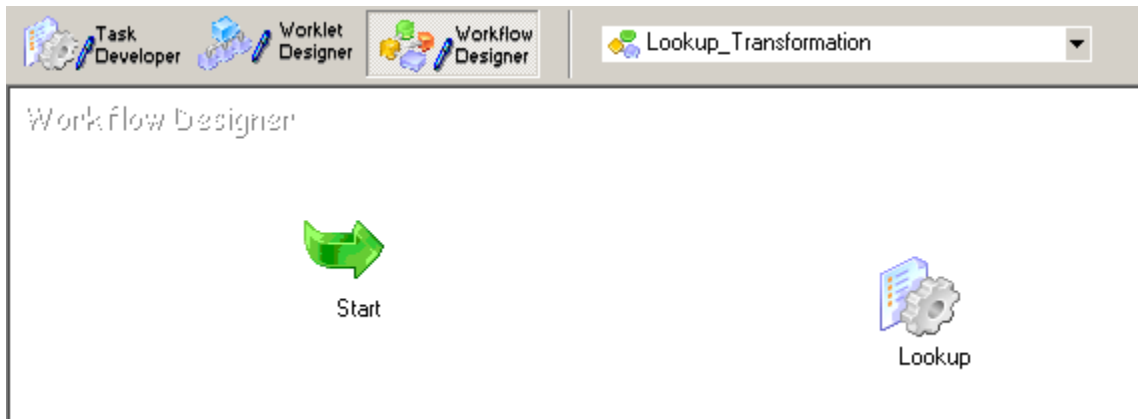 Task
Developer
Worklet
Designer
Workflow
Designer
Lookup_Transformation
Workflow Designer
Start
Lookup